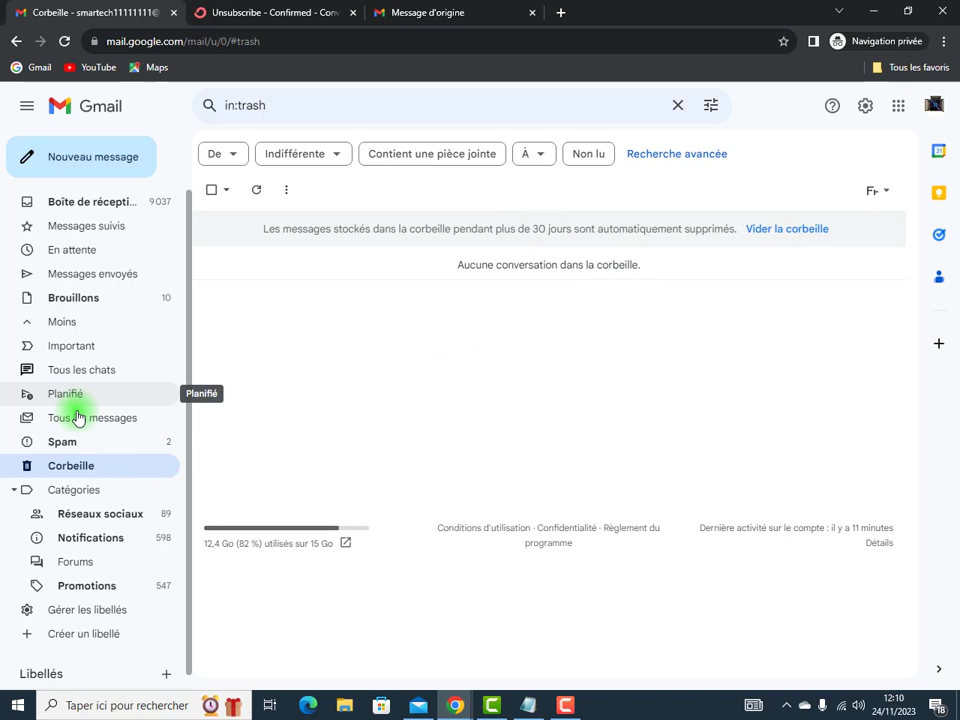 Corbeille - smartech11111111@
Unsubscribe - Confirmed - Conv
Message d'origine
mail.google.com/mail/u/0/#trash
Navigation privée
Gmail
YouTube
Maps
Tous les favoris
Gmail
in:trash
Nouveau message
De
Indifférente
Contient une pièce jointe
À
Non lu
Recherche avancée
Fr
Les messages stockés dans la corbeille pendant plus de 30 jours sont automatiquement supprimés. Vider la corbeille
Aucune conversation dans la corbeille.
Boîte de récepti... 9 037
Messages suivis
En attente
Messages envoyés
Brouillons 10
Moins
Important
Tous les chats
Planifié
Planifié
Tous messages
Spam 2
Corbeille
Catégories
Réseaux sociaux 89
Notifications 598
Forums
Promotions 547
Gérer les libellés
Créer un libellé
Libellés
12,4 Go (82 %) utilisés sur 15 Go
Conditions d'utilisation · Confidentialité · Règlement du
programme
Dernière activité sur le compte : il y a 11 minutes
Détails
31
Taper ici pour rechercher
12:10
24/11/2023
18